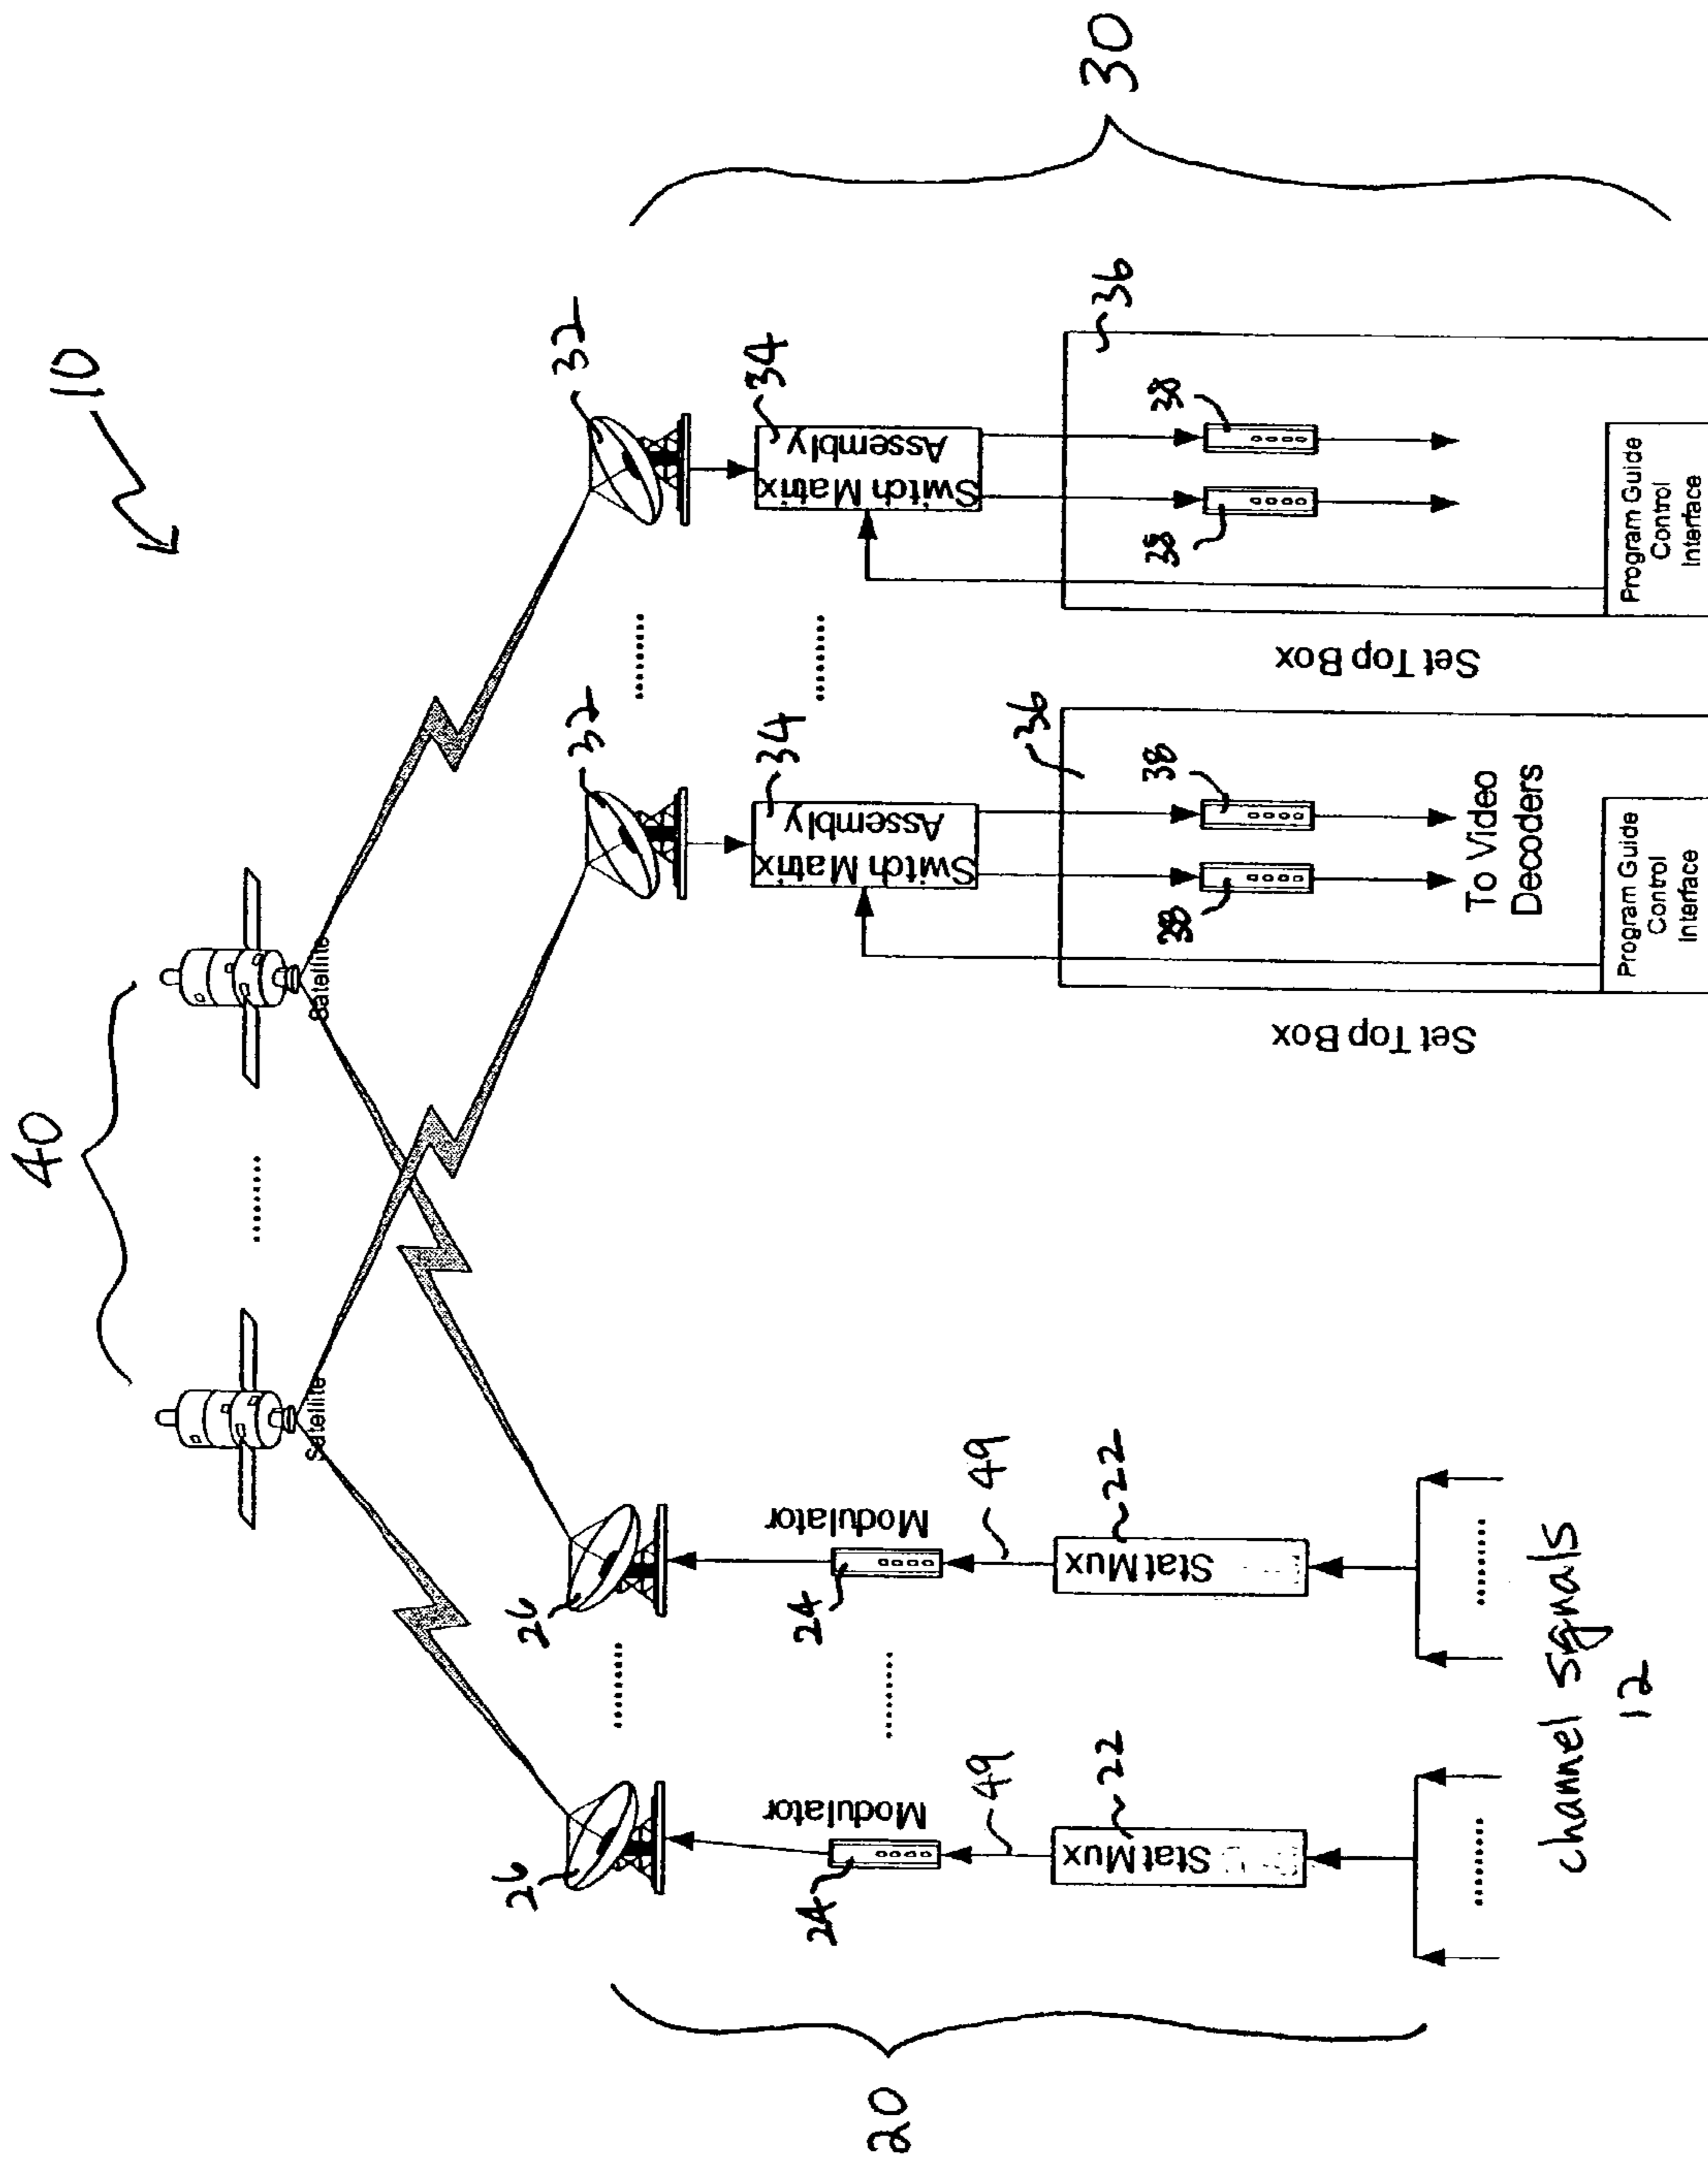 10
40
Satellite
Satellite
26
26
32
32
20
30
24
Modulator
24
Modulator
34
Switch Matrix
Assembly
34
Switch Matrix
Assembly
49
49
22
StatMux
22
StatMux
36
36
38
38
38
38
Set Top Box
Set Top Box
To Video
Decoders
Program Guide
Control
Interface
Program Guide
Control
Interface
channel signals
12